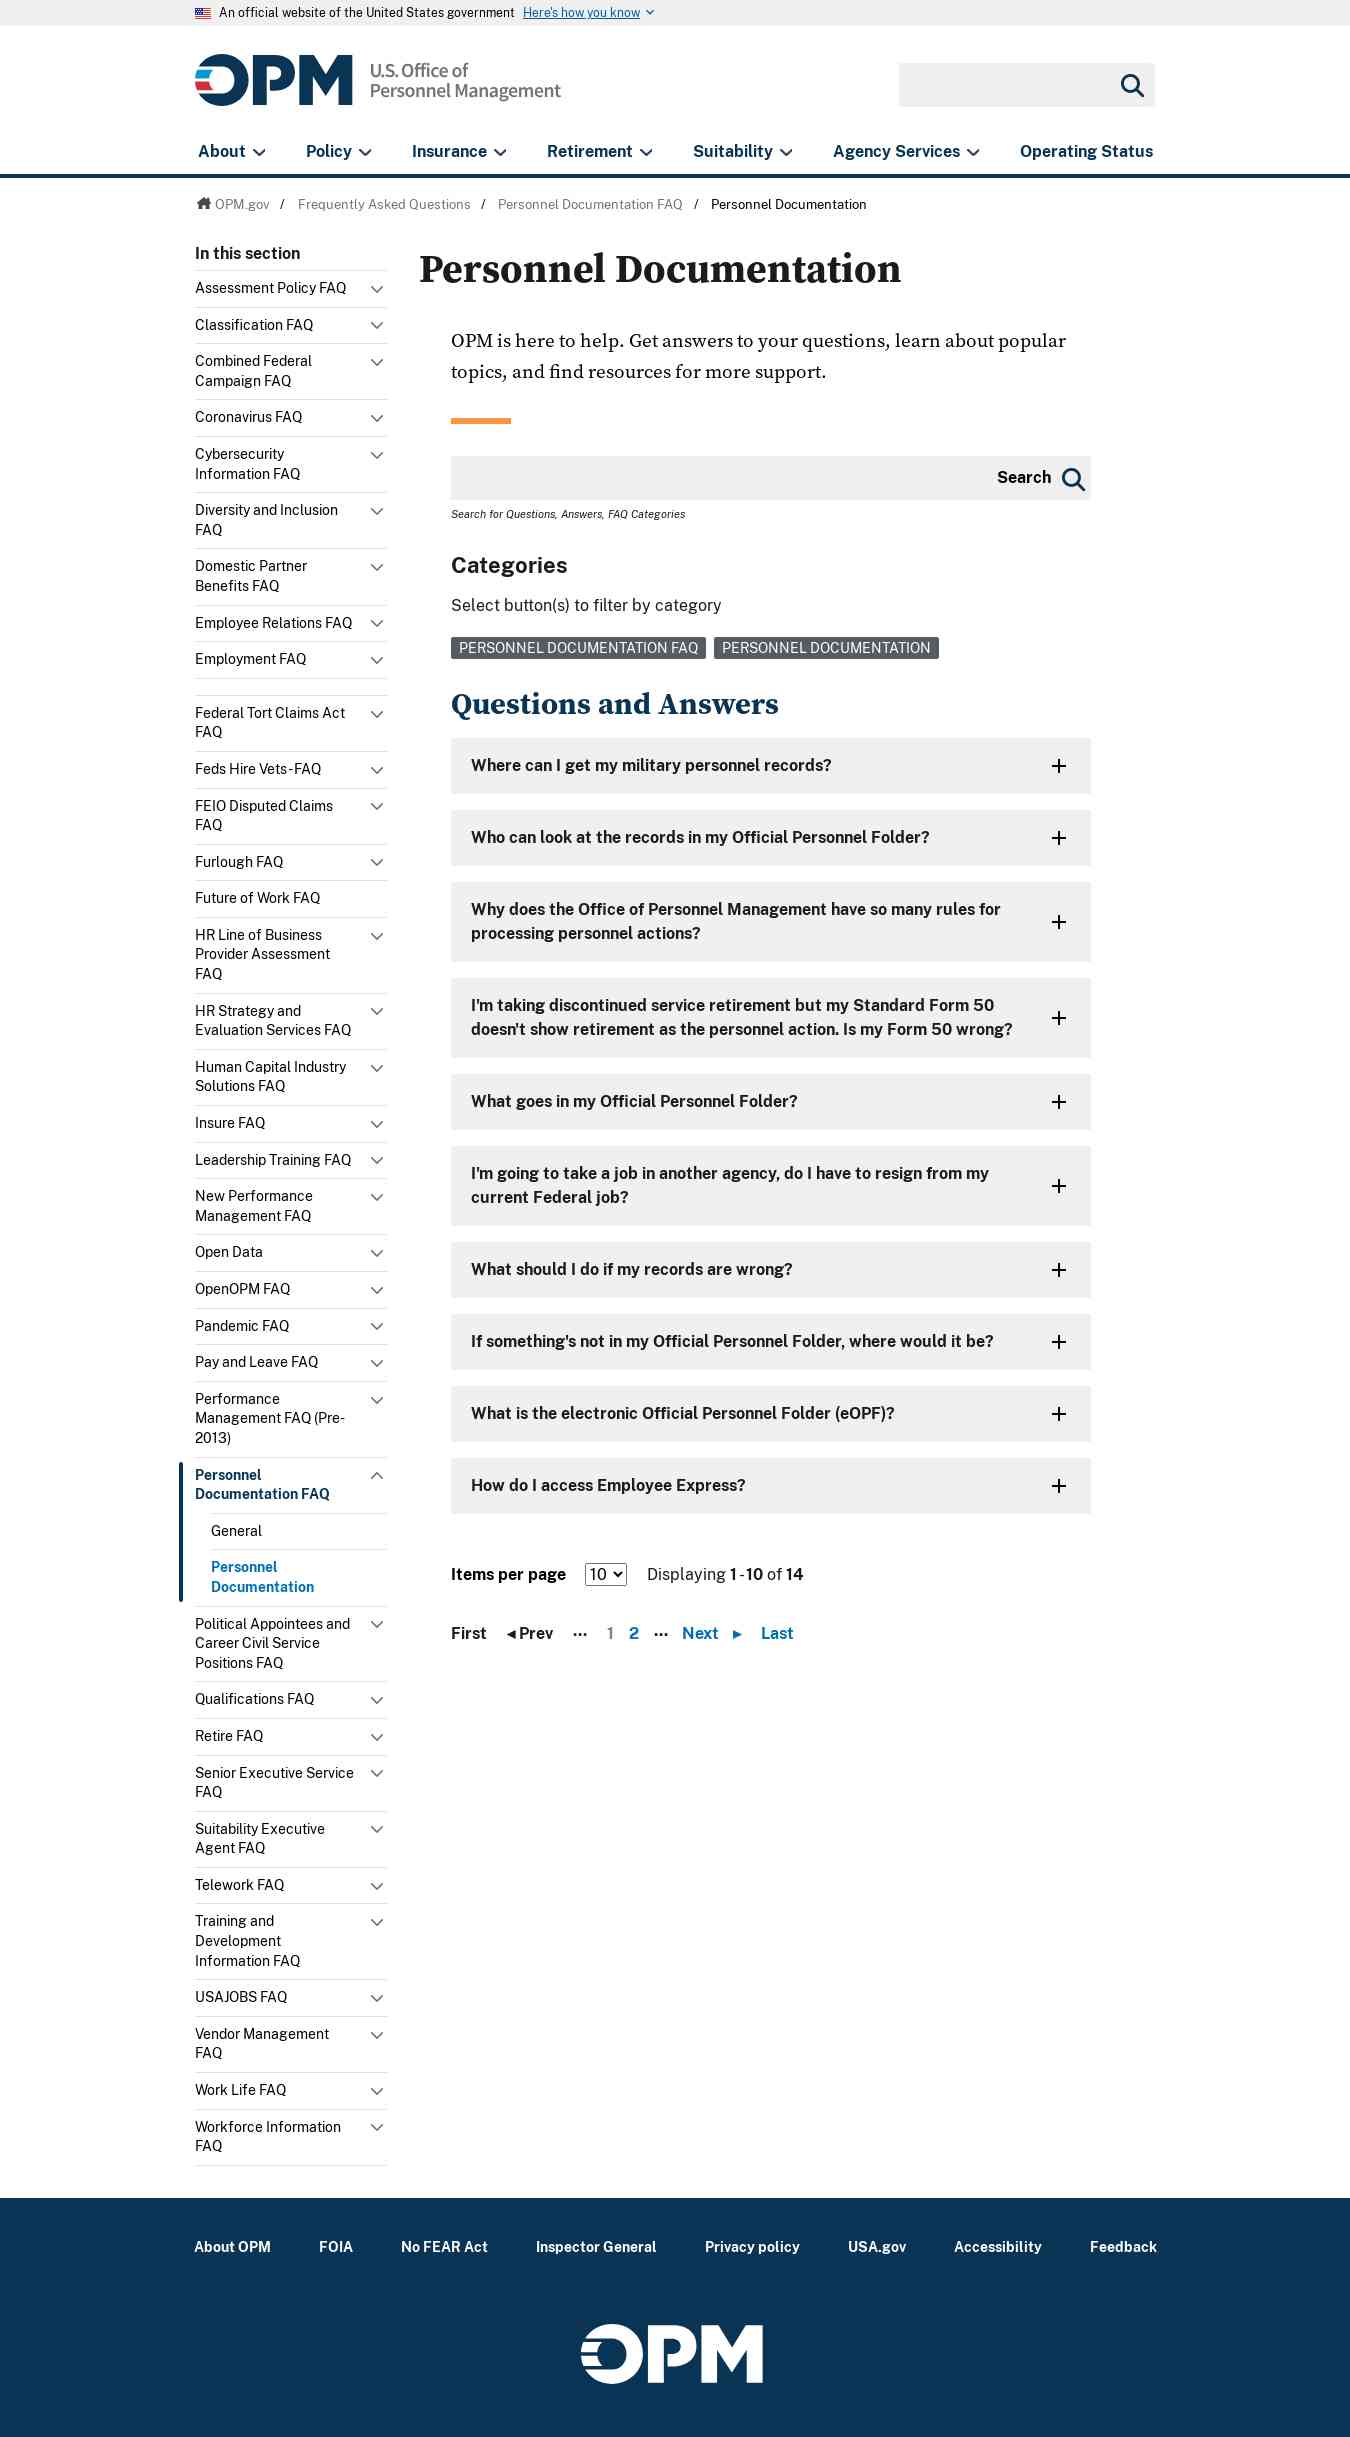 An official website of the United States government Here's how you know
OPM U.S. Office of
Personnel Management
About Policy Insurance Retirement Suitability Agency Services Operating Status
OPM.gov / Frequently Asked Questions / Personnel Documentation FAQ / Personnel Documentation
In this section
Assessment Policy FAQ
Classification FAQ
Combined Federal
Campaign FAQ
Coronavirus FAQ
Cybersecurity
Information FAQ
Diversity and Inclusion
FAQ
Domestic Partner
Benefits FAQ
Employee Relations FAQ
Employment FAQ
Federal Tort Claims Act
FAQ
Feds Hire Vets-FAQ
FEIO Disputed Claims
FAQ
Furlough FAQ
Future of Work FAQ
HR Line of Business
Provider Assessment
FAQ
HR Strategy and
Evaluation Services FAQ
Human Capital Industry
Solutions FAQ
Insure FAQ
Leadership Training FAQ
New Performance
Management FAQ
Open Data
OpenOPM FAQ
Pandemic FAQ
Pay and Leave FAQ
Performance
Management FAQ (Pre-
2013)
Personnel
Documentation FAQ
General
Personnel
Documentation
Political Appointees and
Career Civil Service
Positions FAQ
Qualifications FAQ
Retire FAQ
Senior Executive Service
FAQ
Suitability Executive
Agent FAQ
Telework FAQ
Training and
Development
Information FAQ
USAJOBS FAQ
Vendor Management
FAQ
Work Life FAQ
Workforce Information
FAQ
Personnel Documentation
OPM is here to help. Get answers to your questions, learn about popular
topics, and find resources for more support.
Search
Search for Questions, Answers, FAQ Categories
Categories
Select button(s) to filter by category
PERSONNEL DOCUMENTATION FAQ PERSONNEL DOCUMENTATION
Questions and Answers
Where can I get my military personnel records?
Who can look at the records in my Official Personnel Folder?
Why does the Office of Personnel Management have so many rules for
processing personnel actions?
I'm taking discontinued service retirement but my Standard Form 50
doesn't show retirement as the personnel action. Is my Form 50 wrong?
What goes in my Official Personnel Folder?
I'm going to take a job in another agency, do I have to resign from my
current Federal job?
What should I do if my records are wrong?
If something's not in my Official Personnel Folder, where would it be?
What is the electronic Official Personnel Folder (eOPF)?
How do I access Employee Express?
Items per page 10 Displaying 1 - 10 of 14
First ◂ Prev ··· 1 2 ··· Next ▸ Last
About OPM FOIA No FEAR Act Inspector General Privacy policy USA.gov Accessibility Feedback
OPM